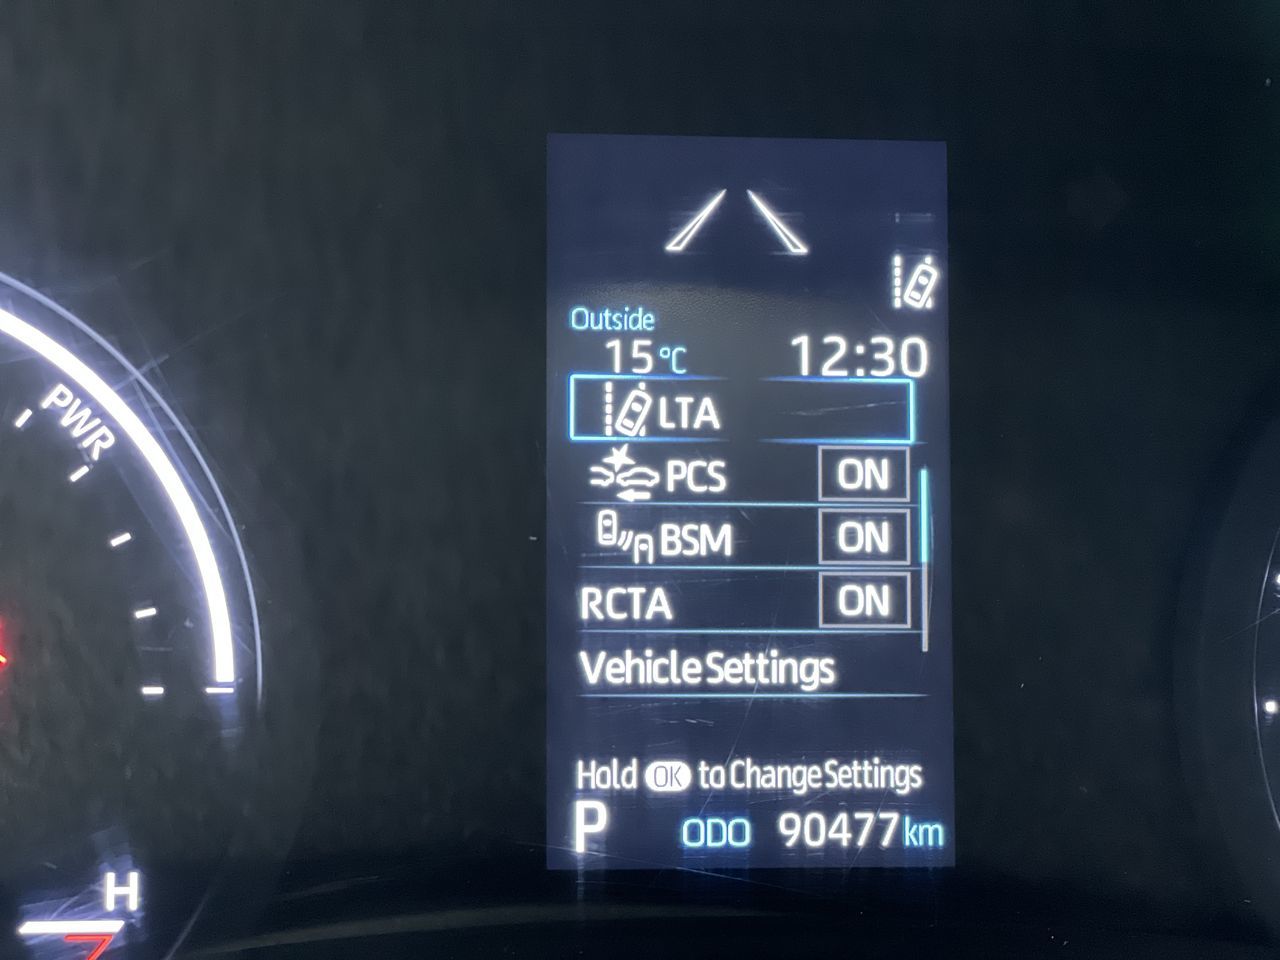 PWR
Outside
15°C 12:30
LTA
PCS ON
BSM ON
RCTA ON
Vehicle Settings
Hold OK to Change Settings
P ODO 90477 km
H